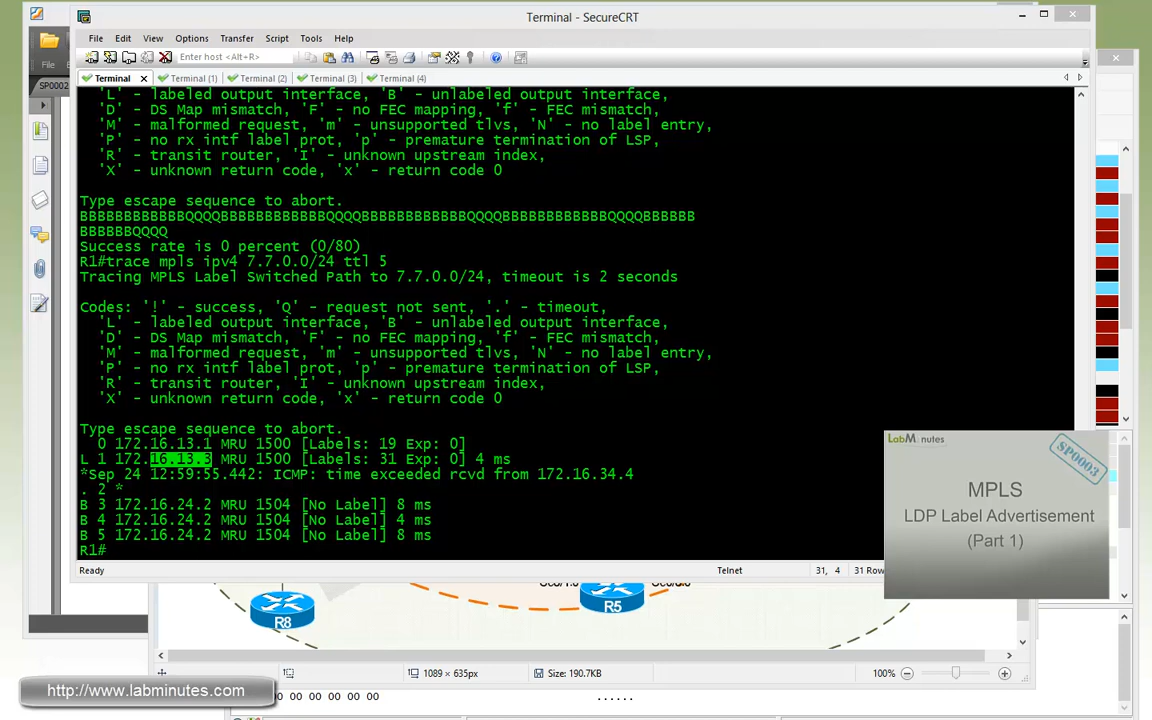 Terminal - SecureCRT
File Edit View Options Transfer Script Tools Help
Enter host <Alt+R>
File
SP0002
Terminal Terminal (1) Terminal (2) Terminal (3) Terminal (4)
'L' - labeled output interface, 'B' - unlabeled output interface,
'D' - DS Map mismatch, 'F' - no FEC mapping, 'f' - FEC mismatch,
'M' - malformed request, 'm' - unsupported tlvs, 'N' - no label entry,
'P' - no rx intf label prot, 'p' - premature termination of LSP,
'R' - transit router, 'I' - unknown upstream index,
'X' - unknown return code, 'x' - return code 0
Type escape sequence to abort.
BBBBBBBBBBBBQQQQBBBBBBBBBBBBQQQQBBBBBBBBBBBBQQQQBBBBBBBBBBBBQQQQBBBBBB
BBBBBBQQQQ
Success rate is 0 percent (0/80)
R1#trace mpls ipv4 7.7.0.0/24 ttl 5
Tracing MPLS Label Switched Path to 7.7.0.0/24, timeout is 2 seconds
Codes: '!' - success, 'Q' - request not sent, '.' - timeout,
'L' - labeled output interface, 'B' - unlabeled output interface,
'D' - DS Map mismatch, 'F' - no FEC mapping, 'f' - FEC mismatch,
'M' - malformed request, 'm' - unsupported tlvs, 'N' - no label entry,
'P' - no rx intf label prot, 'p' - premature termination of LSP,
'R' - transit router, 'I' - unknown upstream index,
'X' - unknown return code, 'x' - return code 0
Type escape sequence to abort.
0 172.16.13.1 MRU 1500 [Labels: 19 Exp: 0]
L 1 172.16.13.3 MRU 1500 [Labels: 31 Exp: 0] 4 ms
*Sep 24 12:59:55.442: ICMP: time exceeded rcvd from 172.16.34.4
. 2 *
B 3 172.16.24.2 MRU 1504 [No Label] 8 ms
B 4 172.16.24.2 MRU 1504 [No Label] 4 ms
B 5 172.16.24.2 MRU 1504 [No Label] 8 ms
R1#
Ready Telnet 31, 4 31 Row
LabMinutes
SP0003
MPLS
LDP Label Advertisement
(Part 1)
R8
R5
1089 × 635px Size: 190.7KB 100%
http://www.labminutes.com
00 00 00 00 00 ......